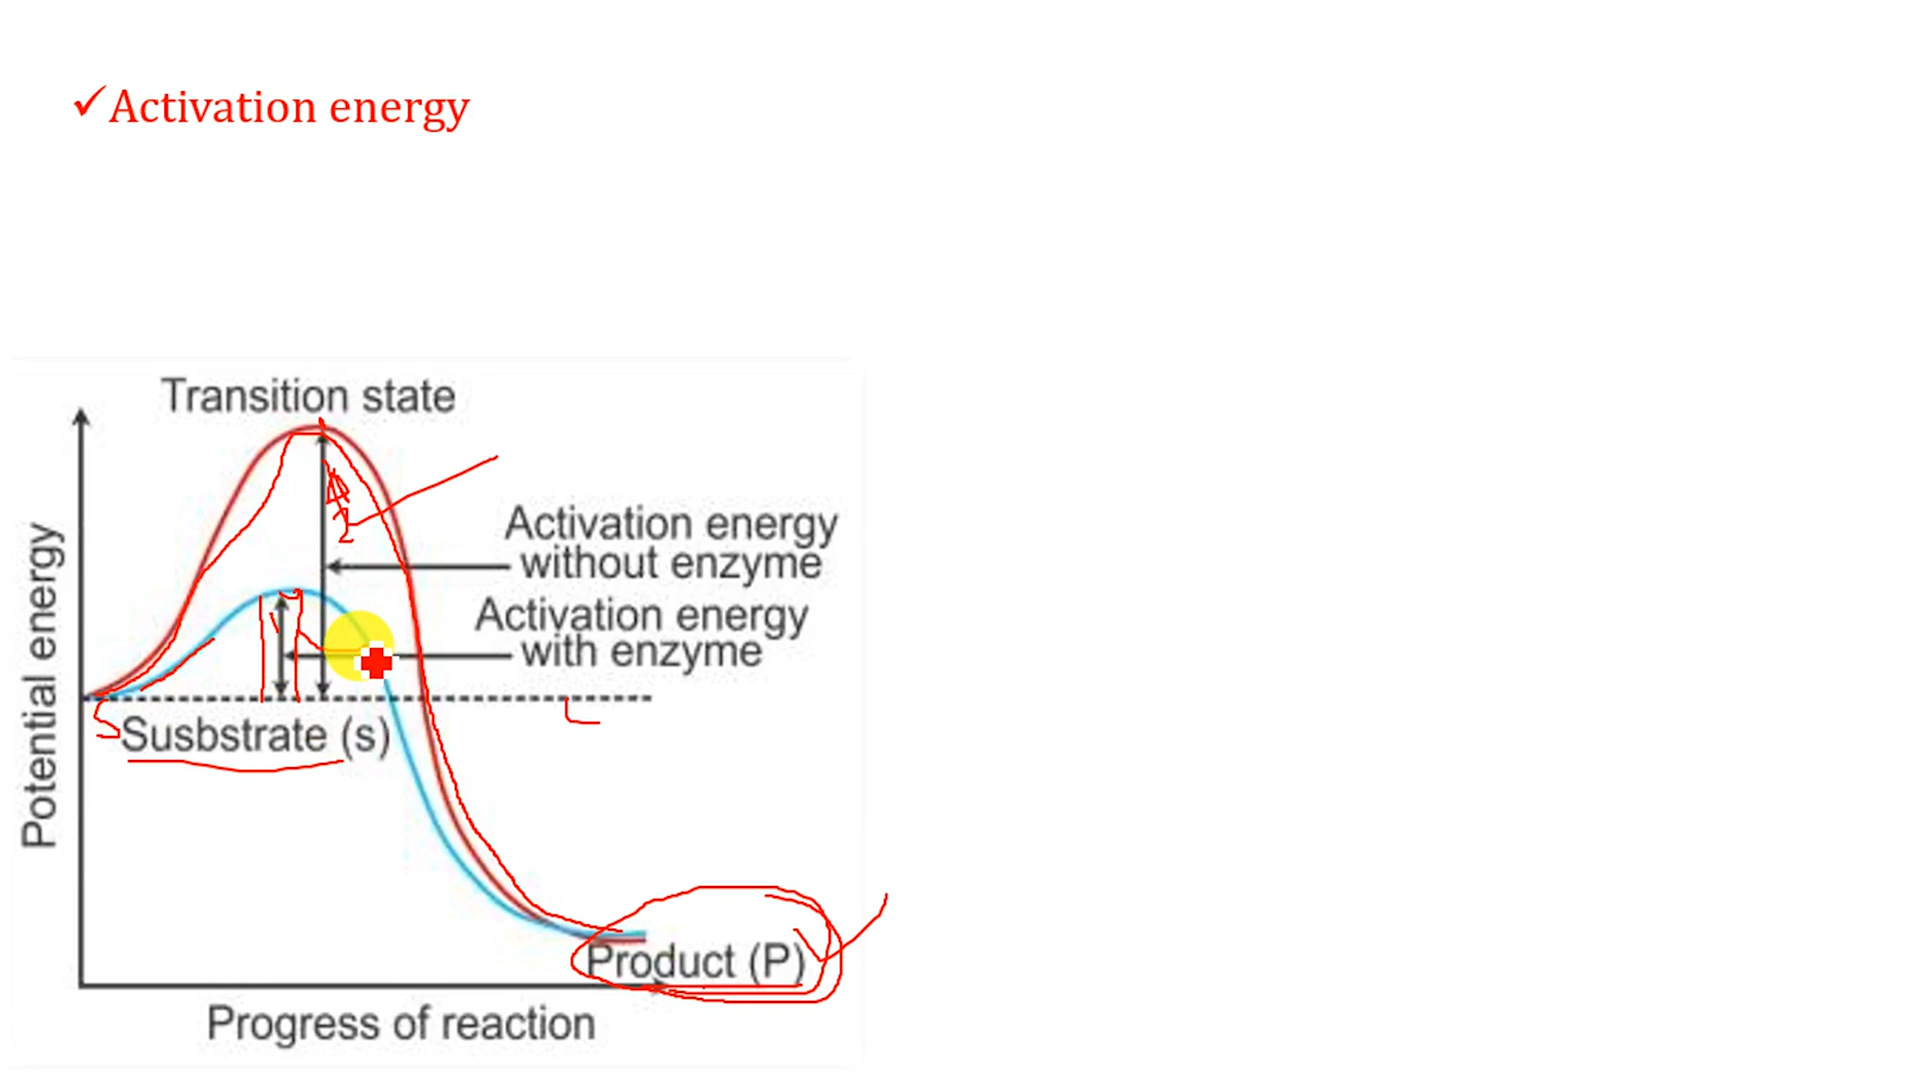 ✓Activation energy
Transition state
Activation energy
without enzyme
Activation energy
with enzyme
Potential energy
Susbstrate (s)
Product (P)
Progress of reaction